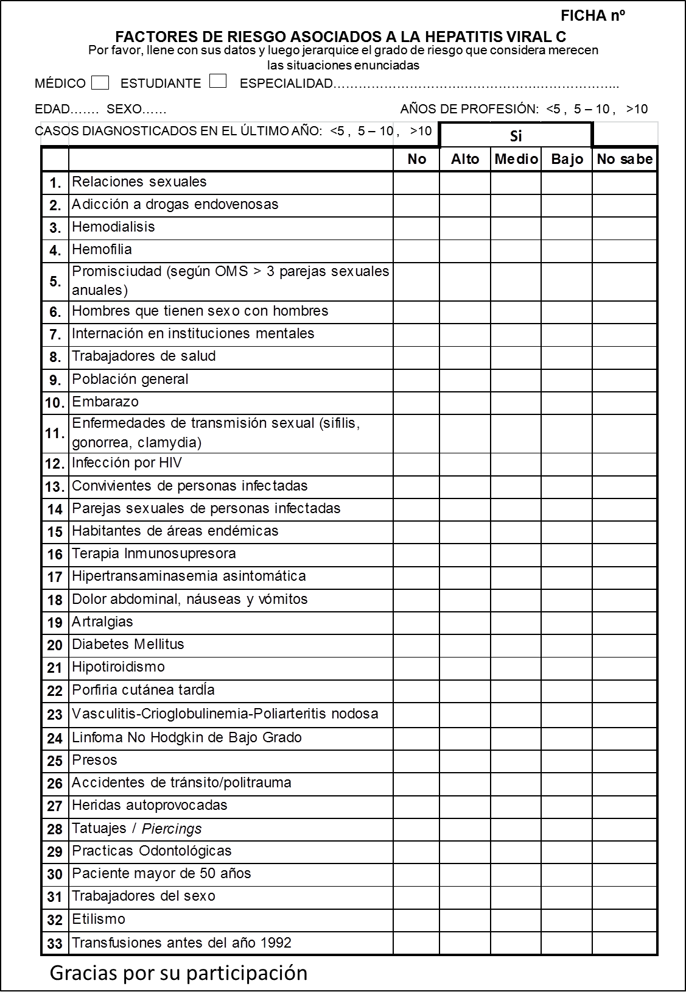 FICHA nº
FACTORES DE RIESGO ASOCIADOS A LA HEPATITIS VIRAL C
Por favor, llene con sus datos y luego jerarquice el grado de riesgo que considera merecen
las situaciones enunciadas
MÉDICO ESTUDIANTE ESPECIALIDAD…………………………………………………………..
EDAD……. SEXO…… AÑOS DE PROFESIÓN: <5 , 5 – 10 , >10
CASOS DIAGNOSTICADOS EN EL ÚLTIMO AÑO: <5 , 5 – 10 , >10 Si
No Alto Medio Bajo No sabe
1. Relaciones sexuales
2. Adicción a drogas endovenosas
3. Hemodialisis
4. Hemofilia
5. Promisciudad (según OMS > 3 parejas sexuales
anuales)
6. Hombres que tienen sexo con hombres
7. Internación en instituciones mentales
8. Trabajadores de salud
9. Población general
10. Embarazo
11. Enfermedades de transmisión sexual (sifilis,
gonorrea, clamydia)
12. Infección por HIV
13. Convivientes de personas infectadas
14 Parejas sexuales de personas infectadas
15 Habitantes de áreas endémicas
16 Terapia Inmunosupresora
17 Hipertransaminasemia asintomática
18 Dolor abdominal, náuseas y vómitos
19 Artralgias
20 Diabetes Mellitus
21 Hipotiroidismo
22 Porfiria cutánea tardÍa
23 Vasculitis-Crioglobulinemia-Poliarteritis nodosa
24 Linfoma No Hodgkin de Bajo Grado
25 Presos
26 Accidentes de tránsito/politrauma
27 Heridas autoprovocadas
28 Tatuajes / Piercings
29 Practicas Odontológicas
30 Paciente mayor de 50 años
31 Trabajadores del sexo
32 Etilismo
33 Transfusiones antes del año 1992
Gracias por su participación